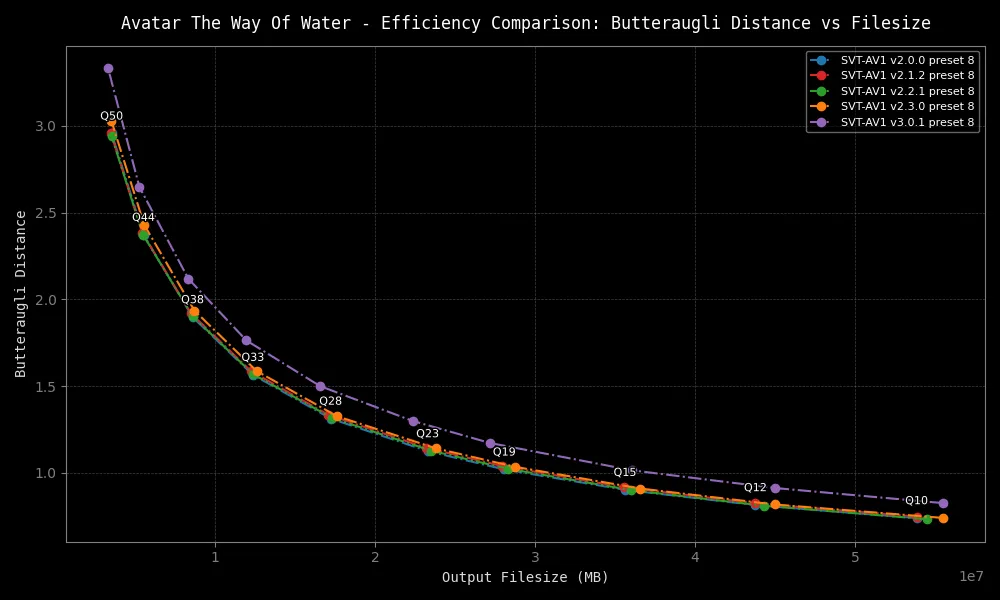 Avatar The Way Of Water - Efficiency Comparison: Butteraugli Distance vs Filesize
SVT-AV1 v2.0.0 preset 8
SVT-AV1 v2.1.2 preset 8
SVT-AV1 v2.2.1 preset 8
SVT-AV1 v2.3.0 preset 8
SVT-AV1 v3.0.1 preset 8
Butteraugli Distance
3.0
2.5
2.0
1.5
1.0
Q50
Q44
Q38
Q33
Q28
Q23
Q19
Q15
Q12
Q10
1
2
3
4
5
1e7
Output Filesize (MB)